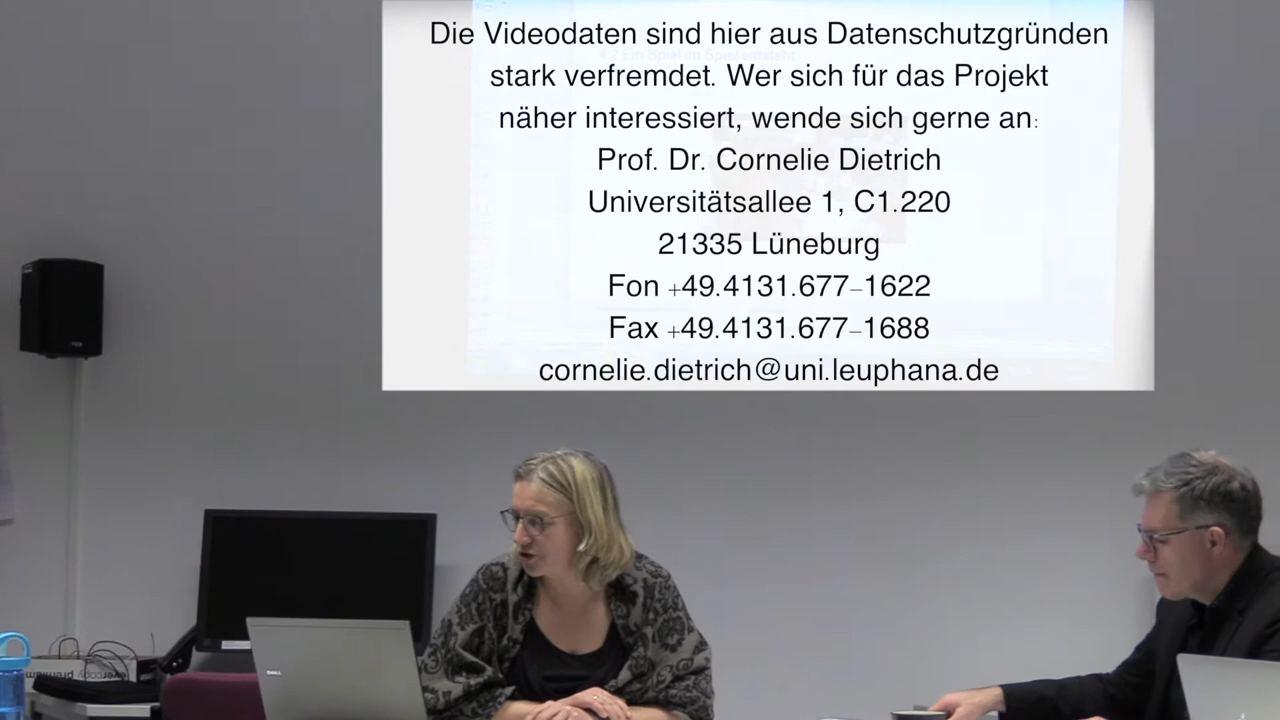 Die Videodaten sind hier aus Datenschutzgründen
stark verfremdet. Wer sich für das Projekt
näher interessiert, wende sich gerne an:
Prof. Dr. Cornelie Dietrich
Universitätsallee 1, C1.220
21335 Lüneburg
Fon +49.4131.677–1622
Fax +49.4131.677–1688
cornelie.dietrich@uni.leuphana.de
DELL
premium